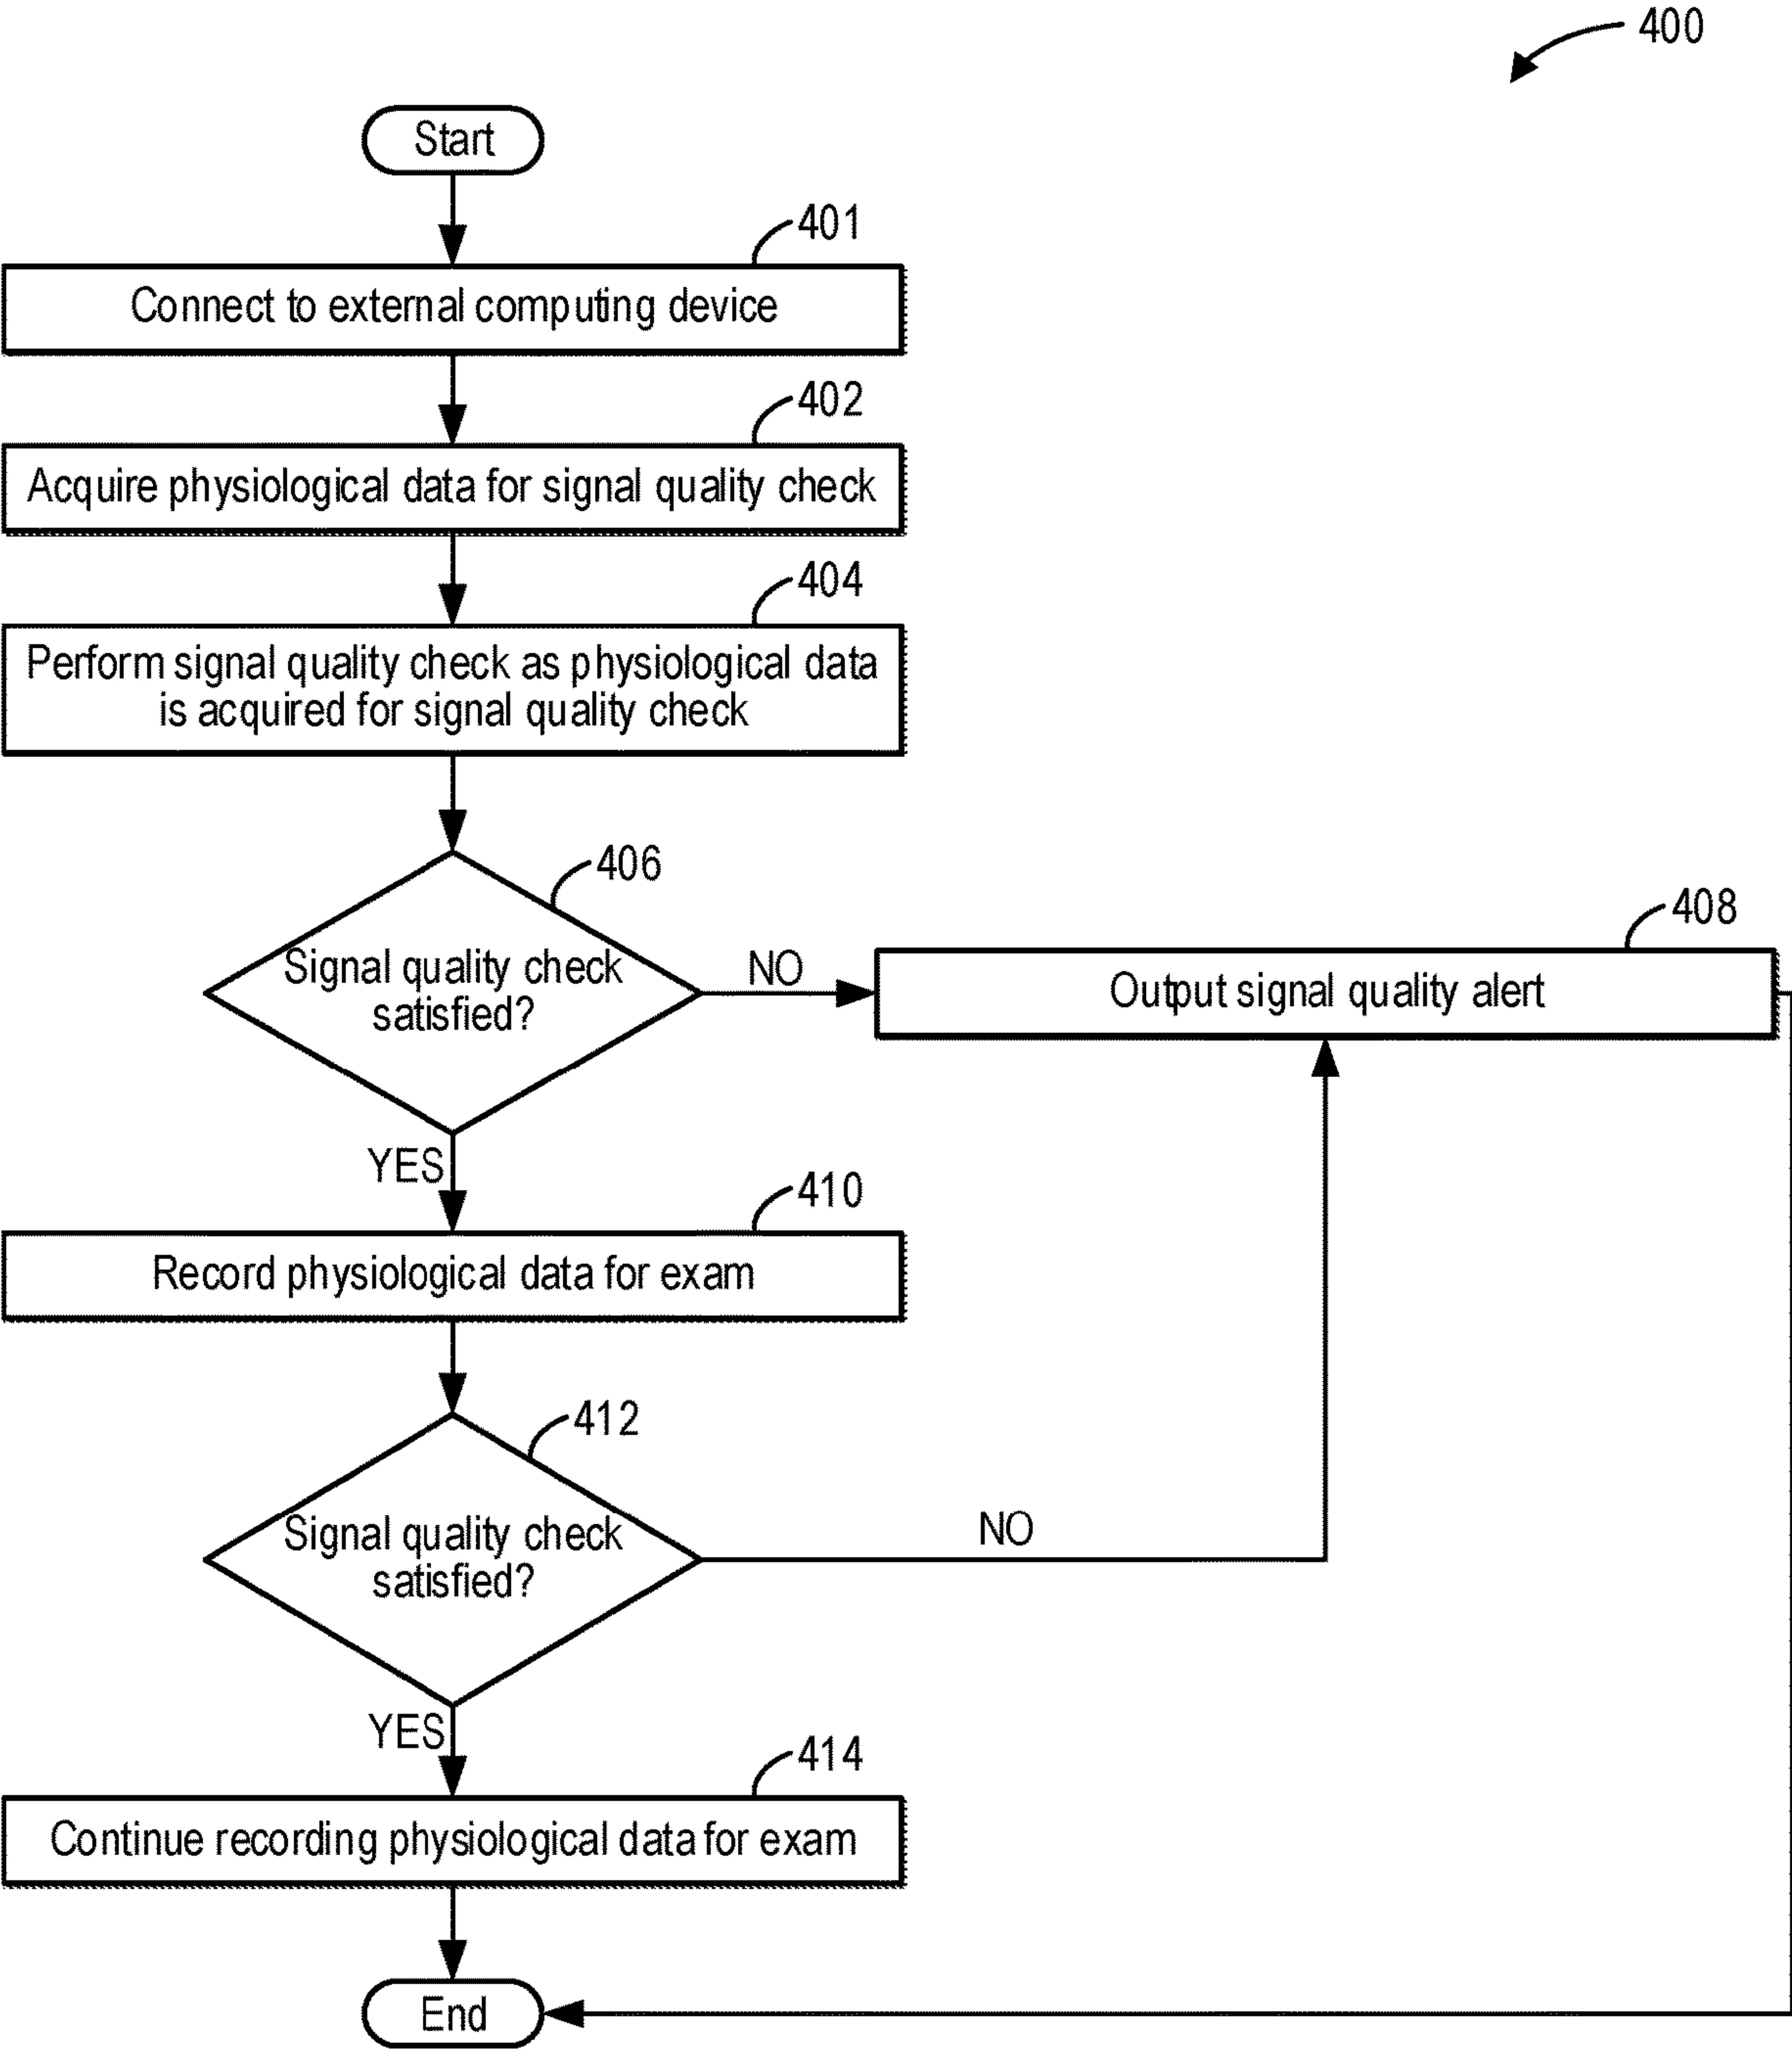 400
Start
401
Connect to external computing device
402
Acquire physiological data for signal quality check
404
Perform signal quality check as physiological data
is acquired for signal quality check
406
Signal quality check
satisfied?
NO
408
Output signal quality alert
YES
410
Record physiological data for exam
412
Signal quality check
satisfied?
NO
YES
414
Continue recording physiological data for exam
End